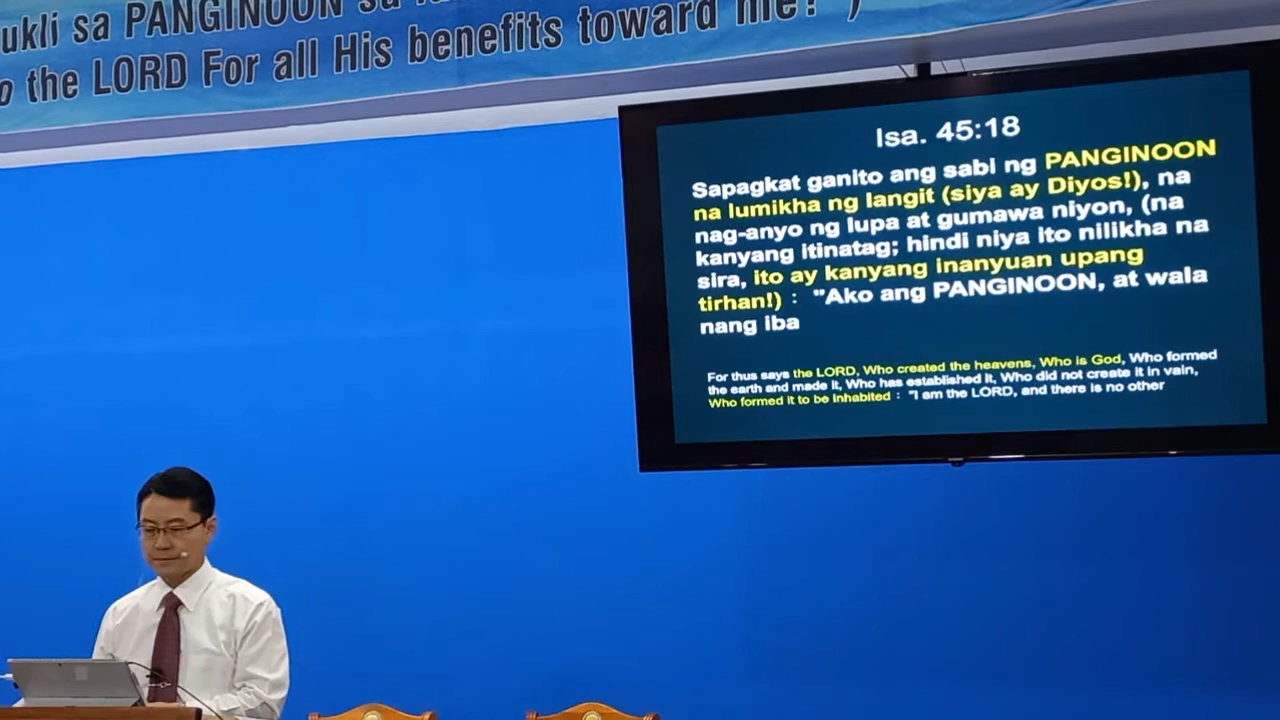 ukli sa PANGINOON sa
o the LORD For all His benefits toward me?")
Isa. 45:18
Sapagkat ganito ang sabi ng PANGINOON
na lumikha ng langit (siya ay Diyos!), na
nag-anyo ng lupa at gumawa niyon, (na
kanyang itinatag; hindi niya ito nilikha na
sira, ito ay kanyang inanyuan upang
tirhan!) : "Ako ang PANGINOON, at wala
nang iba
For thus says the LORD, Who created the heavens, Who is God, Who formed
the earth and made it, Who has established it, Who did not create it in vain,
Who formed it to be inhabited : "I am the LORD, and there is no other